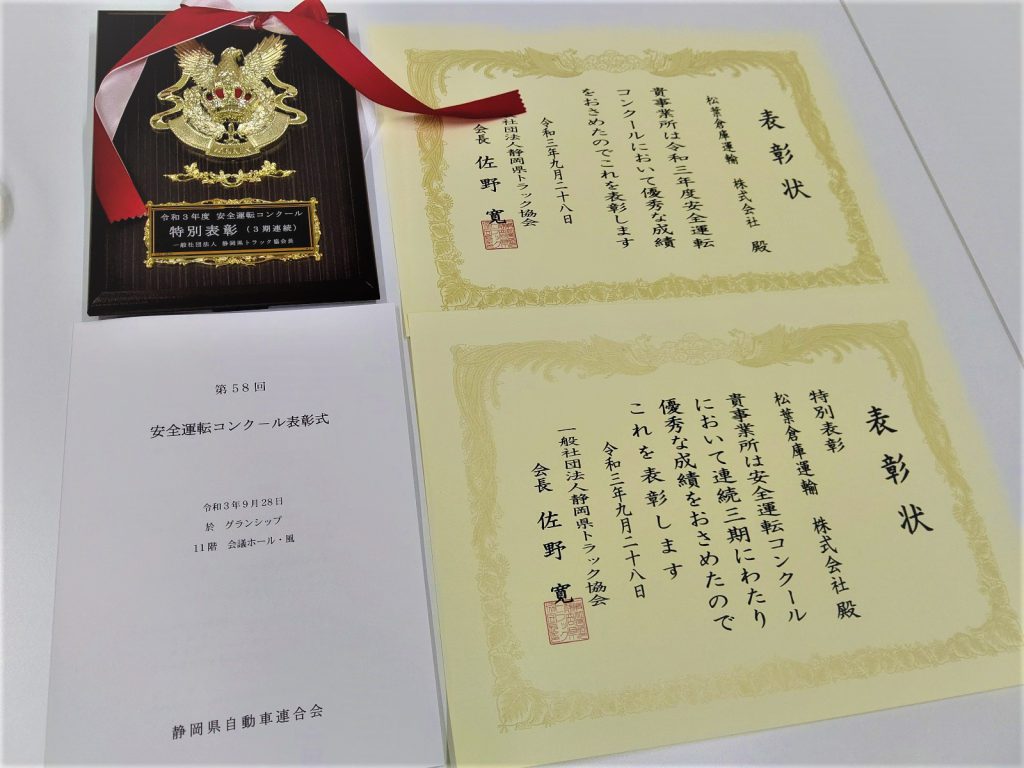 令和3年度 安全運転コンクール
特別表彰(3期連続)
一般社団法人 静岡県トラック協会長
表彰状
松葉倉庫運輸 株式会社 殿
貴事業所は令和三年度安全運転
コンクールにおいて優秀な成績
をおさめたのでこれを表彰します
令和三年九月二十八日
社団法人静岡県トラック協会
会長 佐野 寛
第58回
安全運転コンクール表彰式
令和3年9月28日
於 グランシップ
11階 会議ホール・風
静岡県自動車連合会
表彰状
特別表彰
松葉倉庫運輸 株式会社 殿
貴事業所は安全運転コンクール
において連続三期にわたり
優秀な成績をおさめたので
これを表彰します
令和三年九月二十八日
一般社団法人静岡県トラック協会
会長 佐野 寛